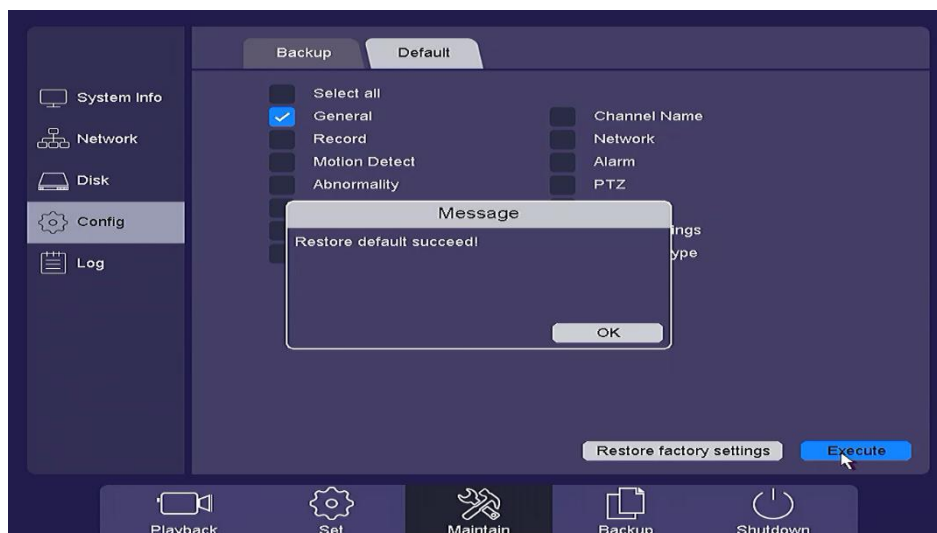 Backup Default
System Info
Network
Disk
Config
Log
Select all
General
Channel Name
Record
Network
Motion Detect
Alarm
Abnormality
PTZ
Message
Restore default succeed!
OK
ings
ype
Restore factory settings
Execute
Playback
Set
Maintain
Backup
Shutdown